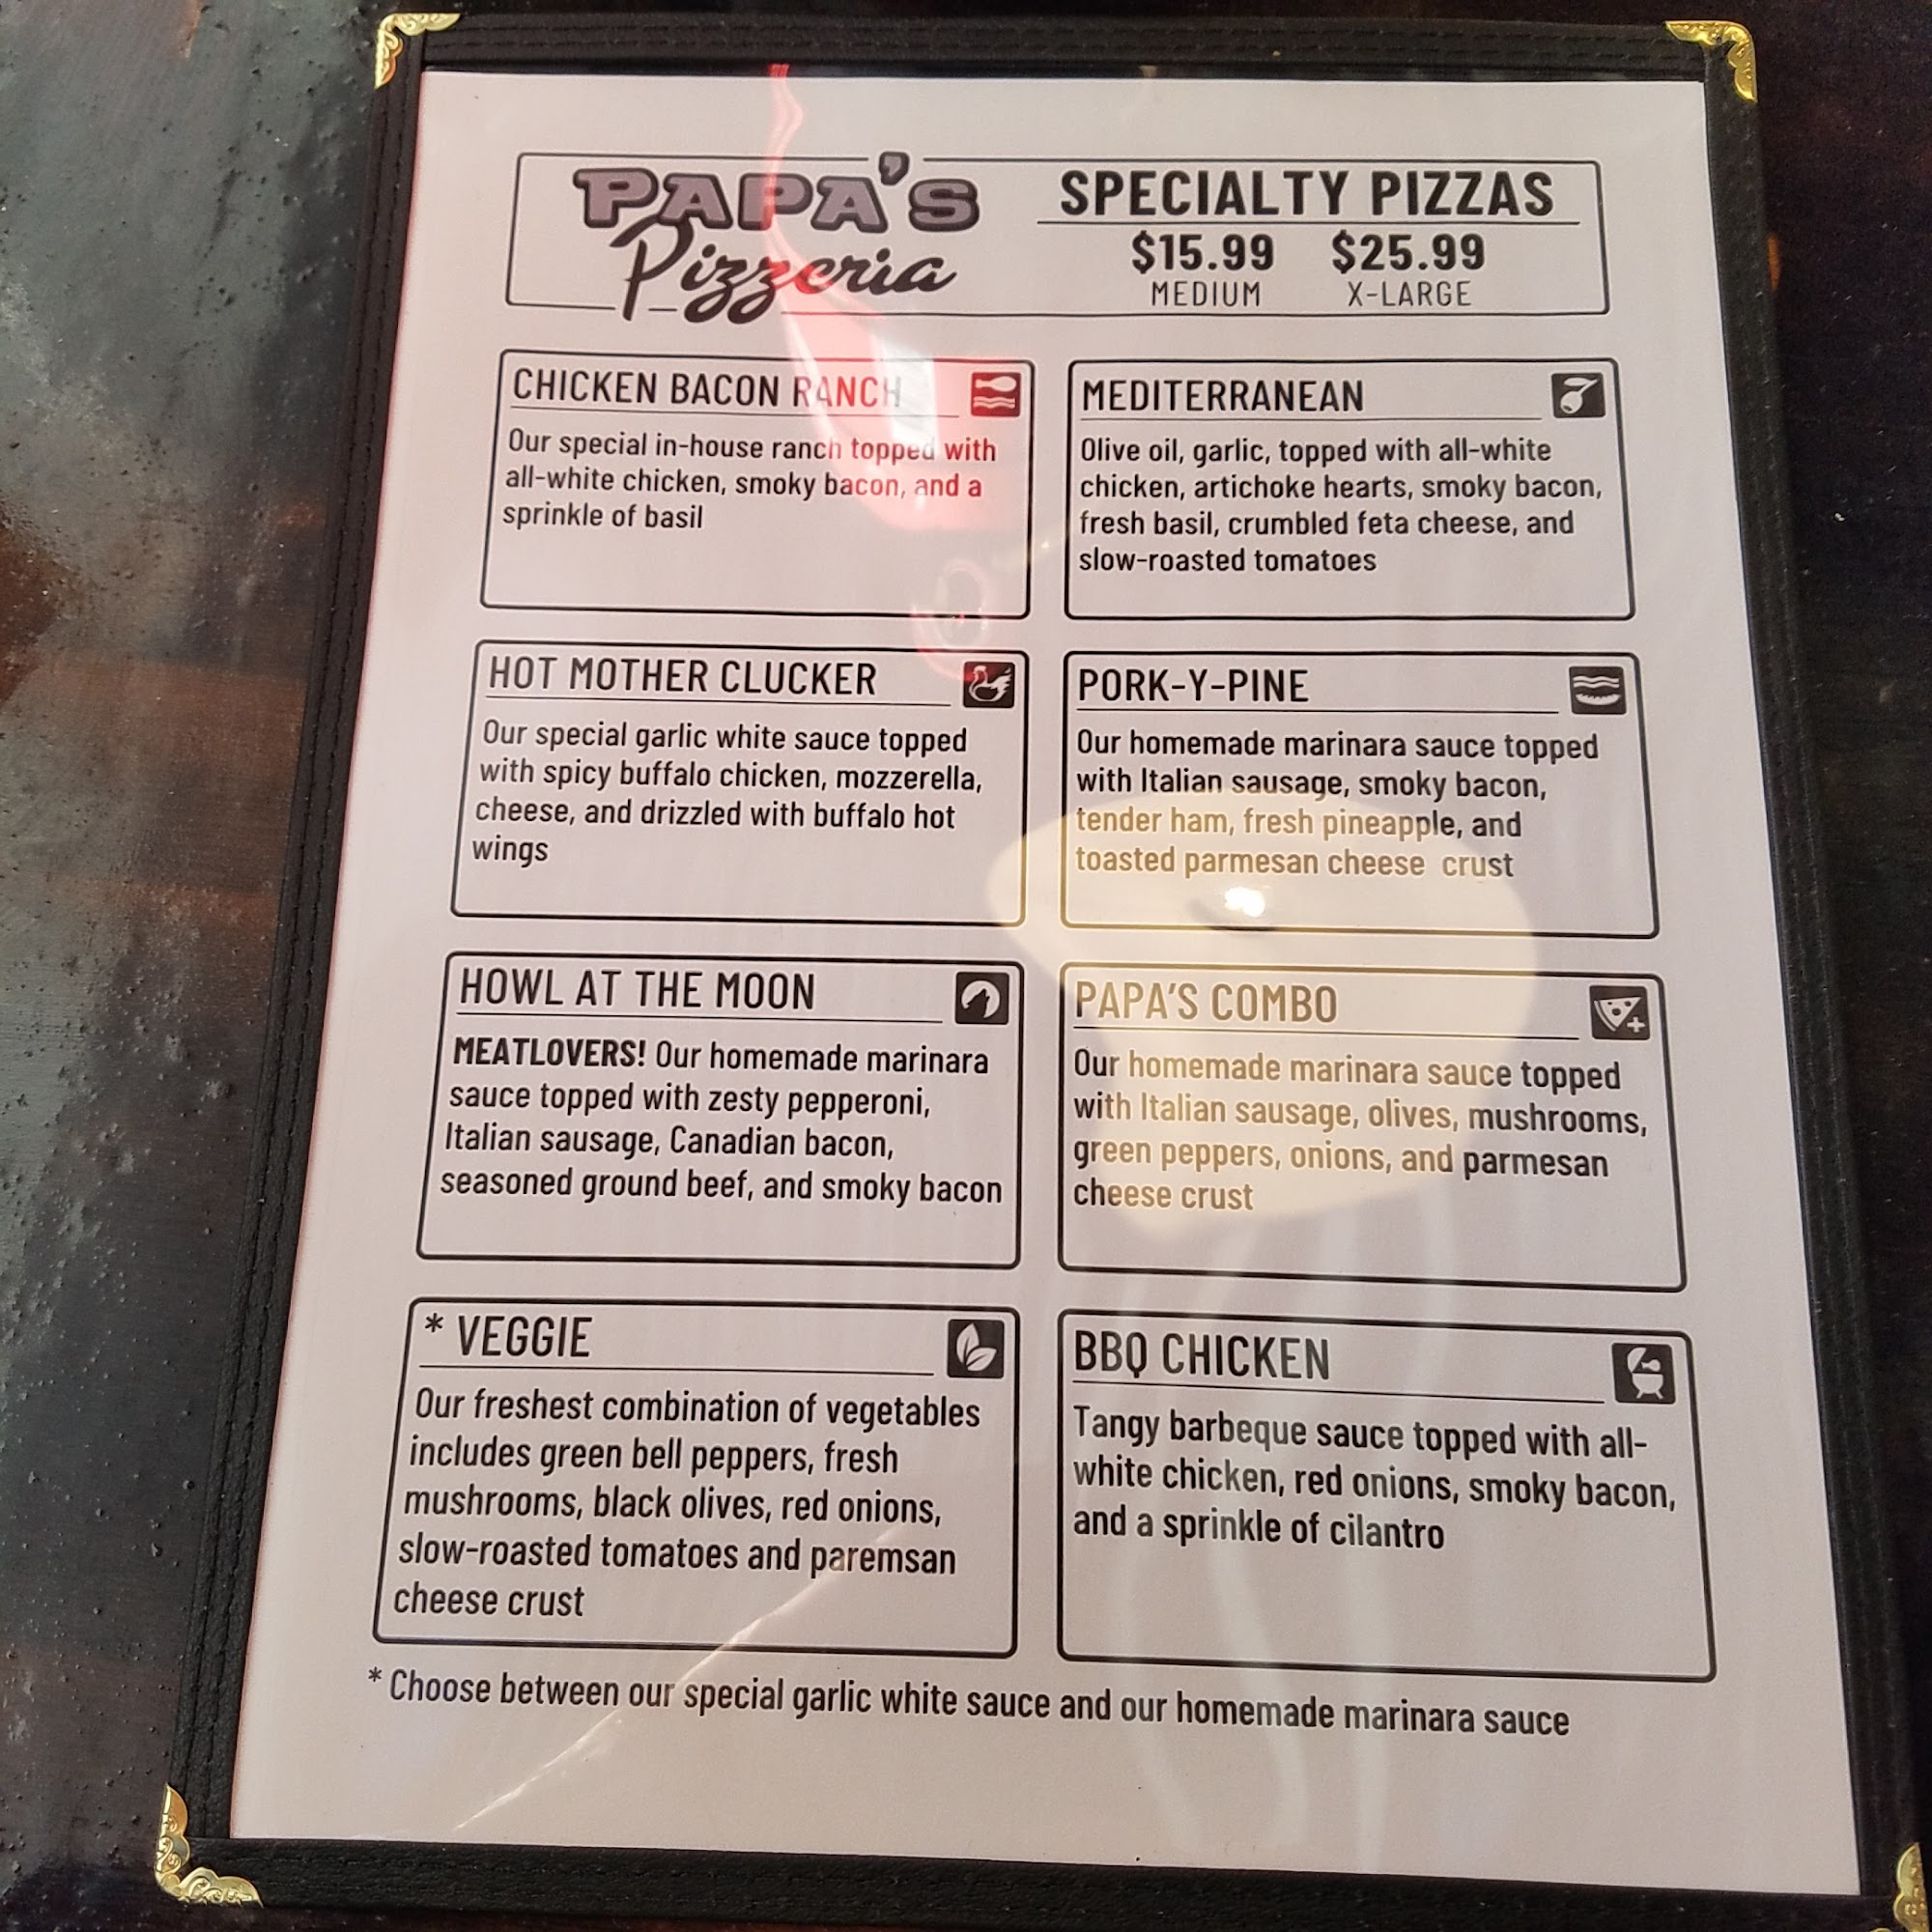 PAPA'S
Pizzeria
SPECIALTY PIZZAS
$15.99 $25.99
MEDIUM X-LARGE
CHICKEN BACON RANCH
Our special in-house ranch topped with
all-white chicken, smoky bacon, and a
sprinkle of basil
MEDITERRANEAN
Olive oil, garlic, topped with all-white
chicken, artichoke hearts, smoky bacon,
fresh basil, crumbled feta cheese, and
slow-roasted tomatoes
HOT MOTHER CLUCKER
Our special garlic white sauce topped
with spicy buffalo chicken, mozzerella,
cheese, and drizzled with buffalo hot
wings
PORK-Y-PINE
Our homemade marinara sauce topped
with Italian sausage, smoky bacon,
tender ham, fresh pineapple, and
toasted parmesan cheese crust
HOWL AT THE MOON
MEATLOVERS! Our homemade marinara
sauce topped with zesty pepperoni,
Italian sausage, Canadian bacon,
seasoned ground beef, and smoky bacon
PAPA'S COMBO
Our homemade marinara sauce topped
with Italian sausage, olives, mushrooms,
green peppers, onions, and parmesan
cheese crust
* VEGGIE
Our freshest combination of vegetables
includes green bell peppers, fresh
mushrooms, black olives, red onions,
slow-roasted tomatoes and paremsan
cheese crust
BBQ CHICKEN
Tangy barbeque sauce topped with all-
white chicken, red onions, smoky bacon,
and a sprinkle of cilantro
* Choose between our special garlic white sauce and our homemade marinara sauce